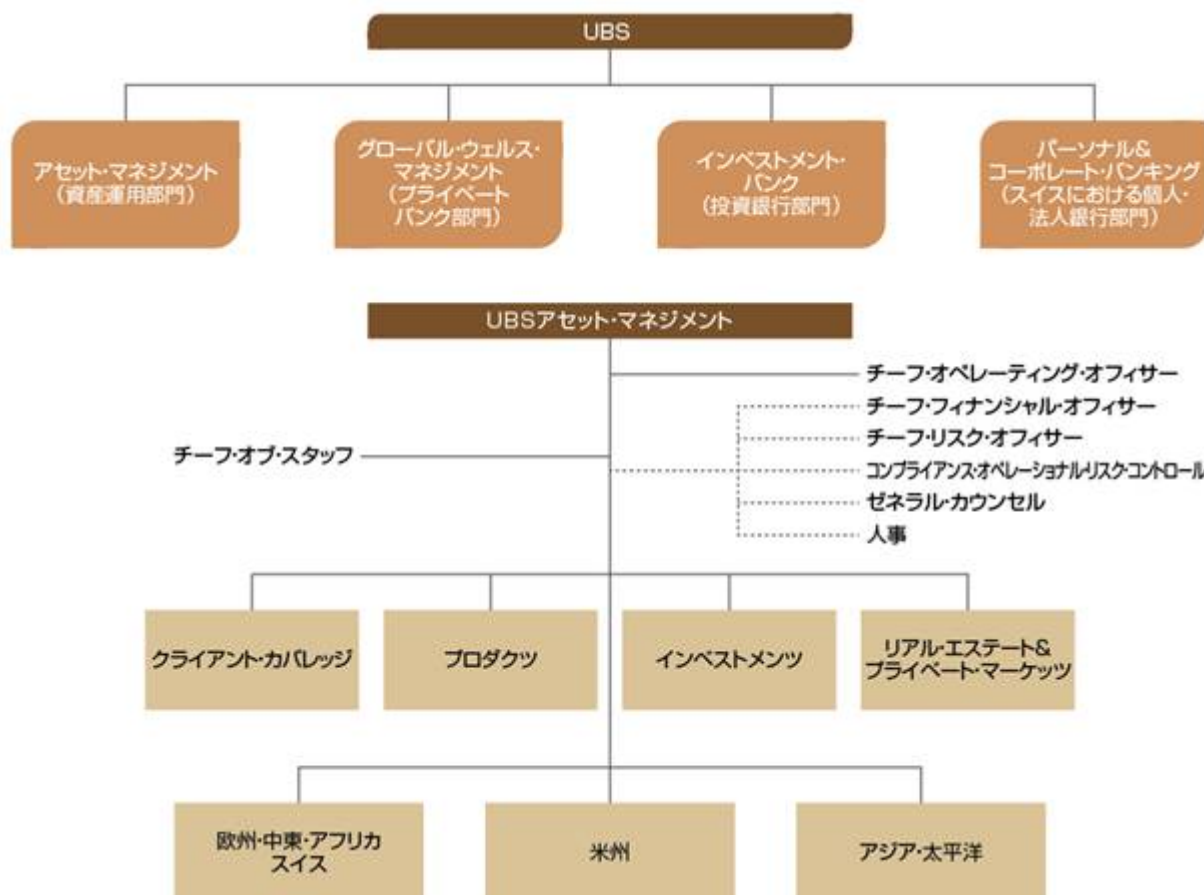 UBS
アセット・マネジメント
（資産運用部門）
グローバル・ウェルス・
マネジメント
（プライベート
バンク部門）
インベストメント・
バンク
（投資銀行部門）
パーソナル＆
コーポレート・バンキング
（スイスにおける個人・
法人銀行部門）
UBSアセット・マネジメント
チーフ・オペレーティング・オフィサー
チーフ・フィナンシャル・オフィサー
チーフ・リスク・オフィサー
チーフ・オブ・スタッフ
コンプライアンス・オペレーショナル・リスク・コントロール
ゼネラル・カウンセル
人事
クライアント・カバレッジ
プロダクツ
インベストメンツ
リアル・エステート＆
プライベート・マーケッツ
欧州・中東・アフリカ
スイス
米州
アジア・太平洋